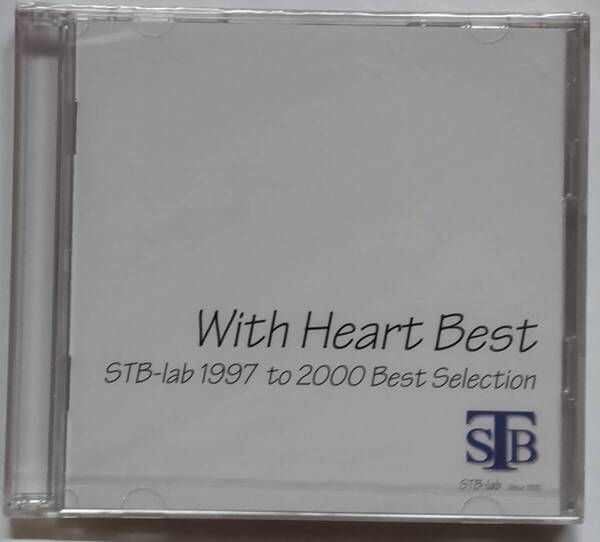 With Heart Best
STB-lab 1997 to 2000 Best Selection
STB
STB-lab